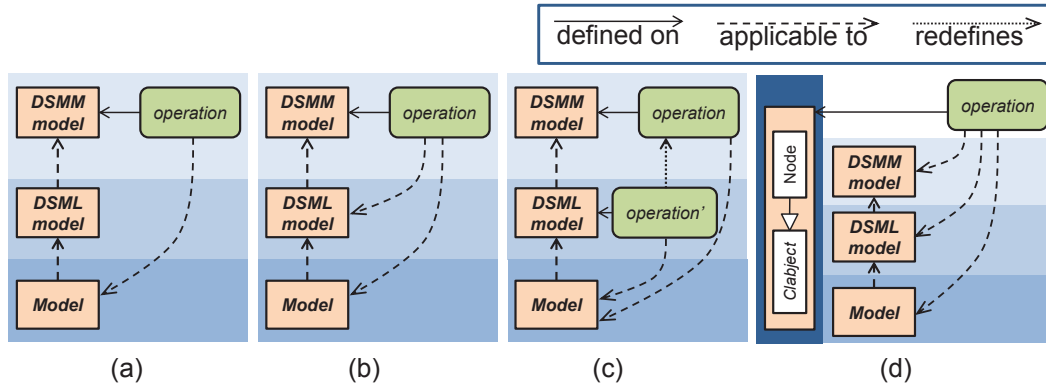 defined on applicable to redefines
DSMM
model
operation
DSML
model
Model
(a)
DSMM
model
operation
DSML
model
Model
(b)
DSMM
model
operation
DSML
model
operation’
Model
(c)
operation
Node
Clabject
DSMM
model
DSML
model
Model
(d)